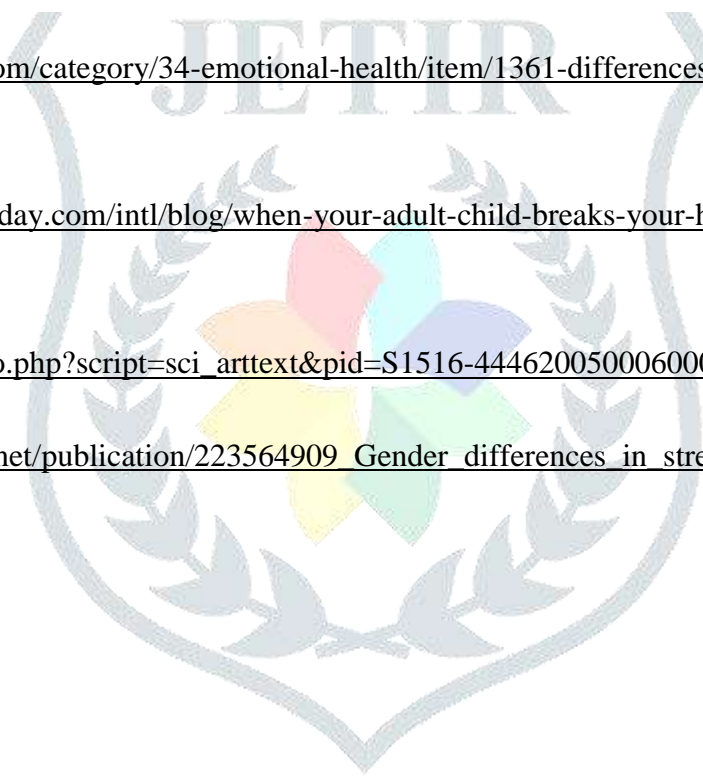 JETIR
om/category/34-emotional-health/item/1361-differences
day.com/intl/blog/when-your-adult-child-breaks-your-h
o.php?script=sci_arttext&pid=S1516-44462005000600
net/publication/223564909_Gender_differences_in_stre